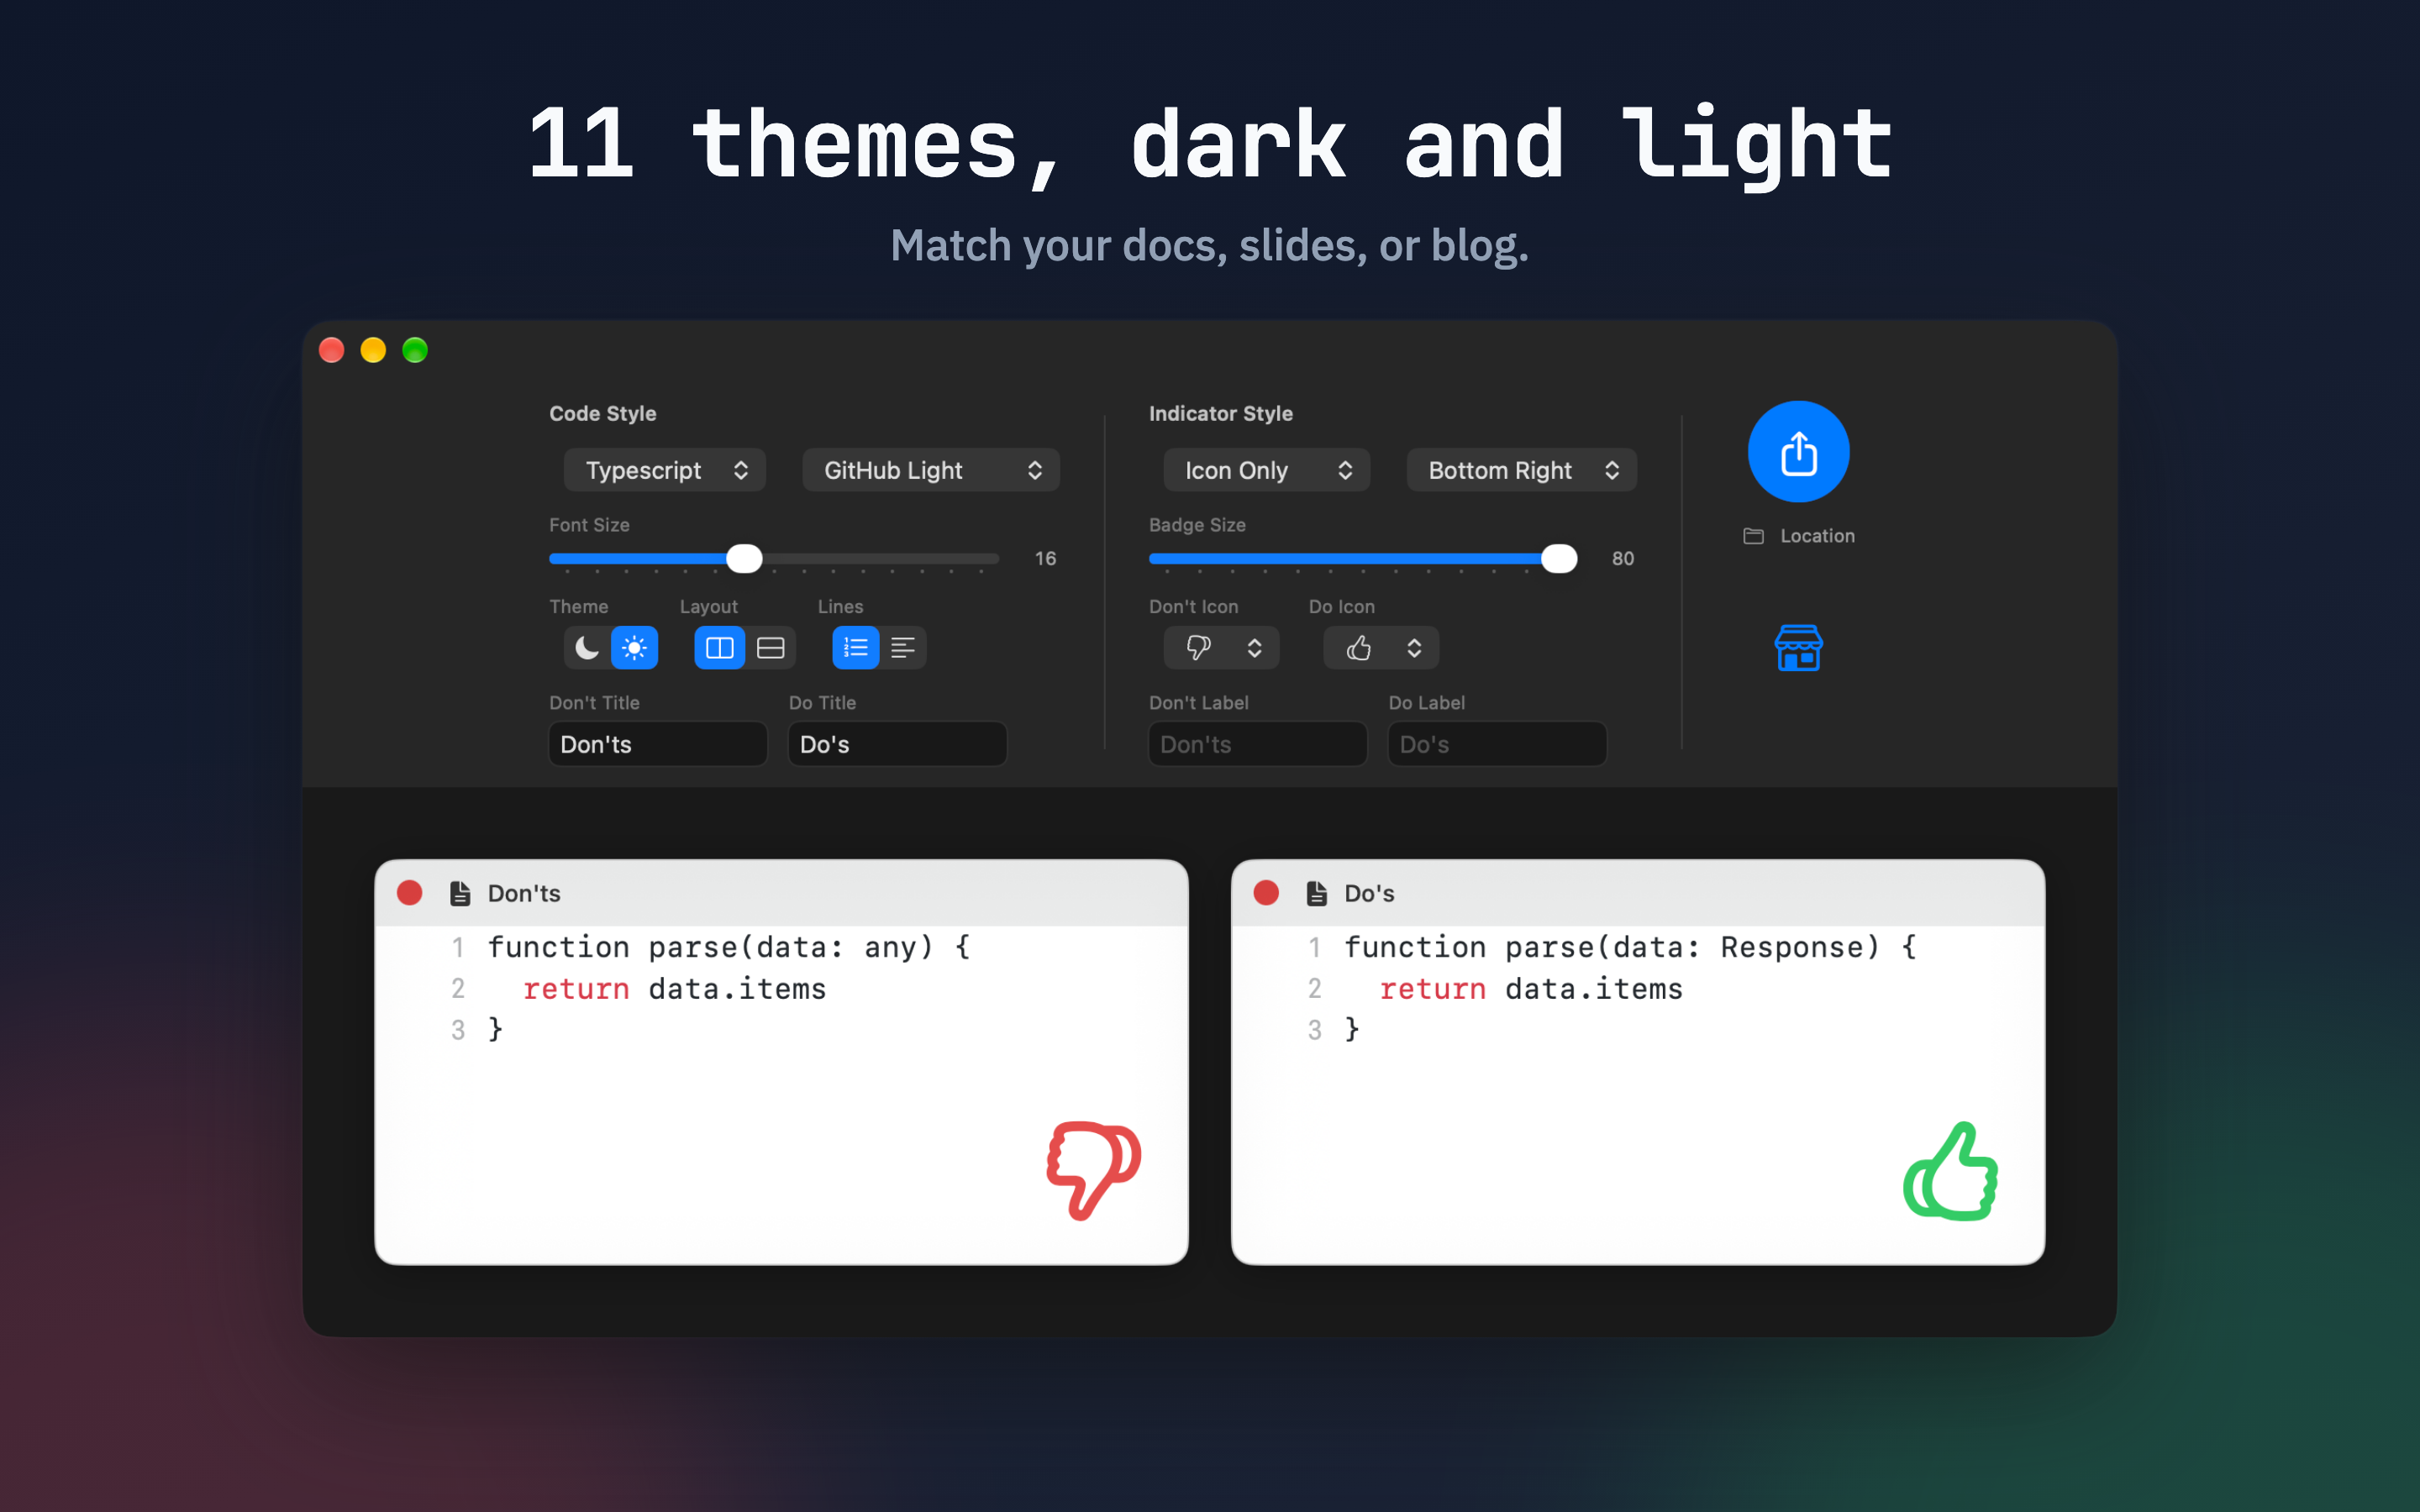 11 themes, dark and light
Match your docs, slides, or blog.
Code Style
Typescript
GitHub Light
Font Size
16
Theme
Layout
Lines
Don't Title
Do Title
Don'ts
Do's
Indicator Style
Icon Only
Bottom Right
Badge Size
80
Don't Icon
Do Icon
Don't Label
Do Label
Don'ts
Do's
Location
Don'ts
1 function parse(data: any) {
2   return data.items
3 }
Do's
1 function parse(data: Response) {
2   return data.items
3 }